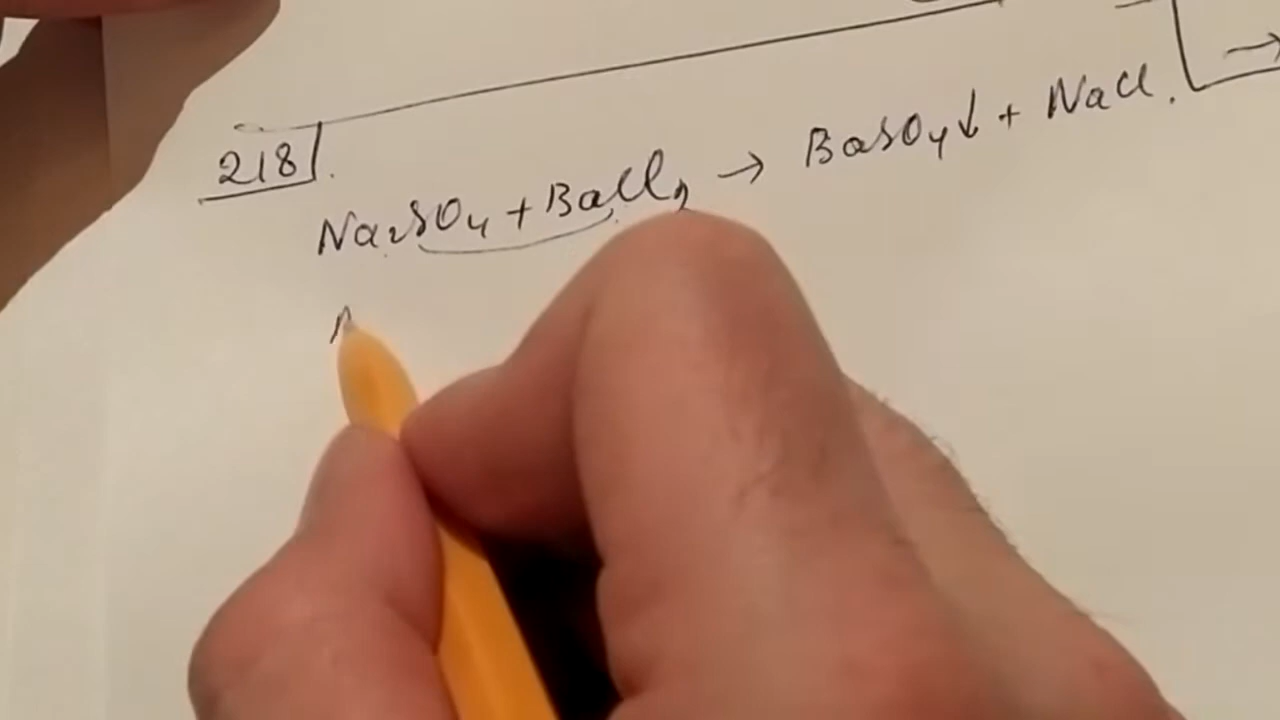 218.
Na₂SO₄ + BaCl₂ → BaSO₄↓ + NaCl.
→